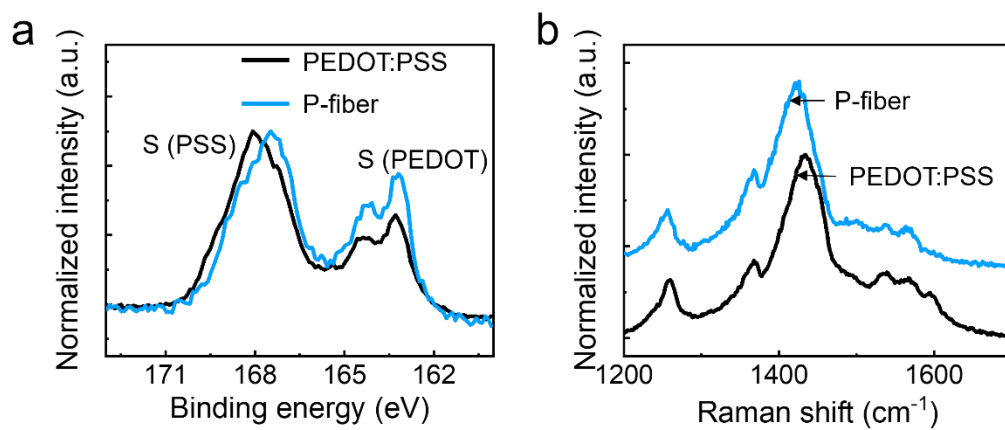 a
Normalized intensity (a.u.)
PEDOT:PSS
P-fiber
S (PSS)
S (PEDOT)
171
168
165
162
Binding energy (eV)
b
Normalized intensity (a.u.)
P-fiber
PEDOT:PSS
1200
1400
1600
Raman shift (cm⁻¹)